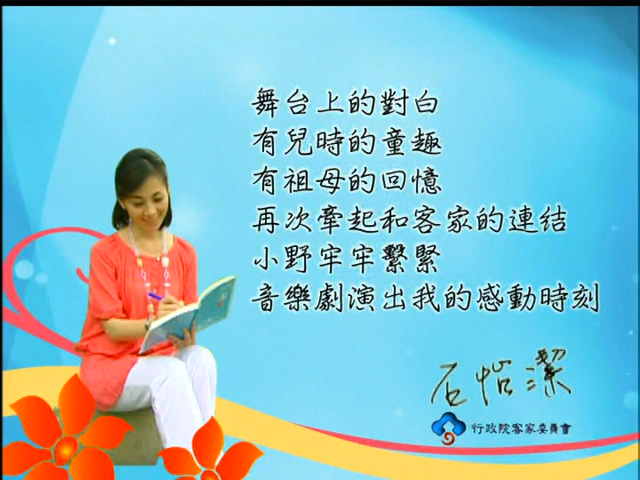 舞台上的對白
有兒時的童趣
有祖母的回憶
再次牽起和客家的連結
小野牢牢繫緊
音樂劇演出我的感動時刻
石怡潔
行政院客家委員會